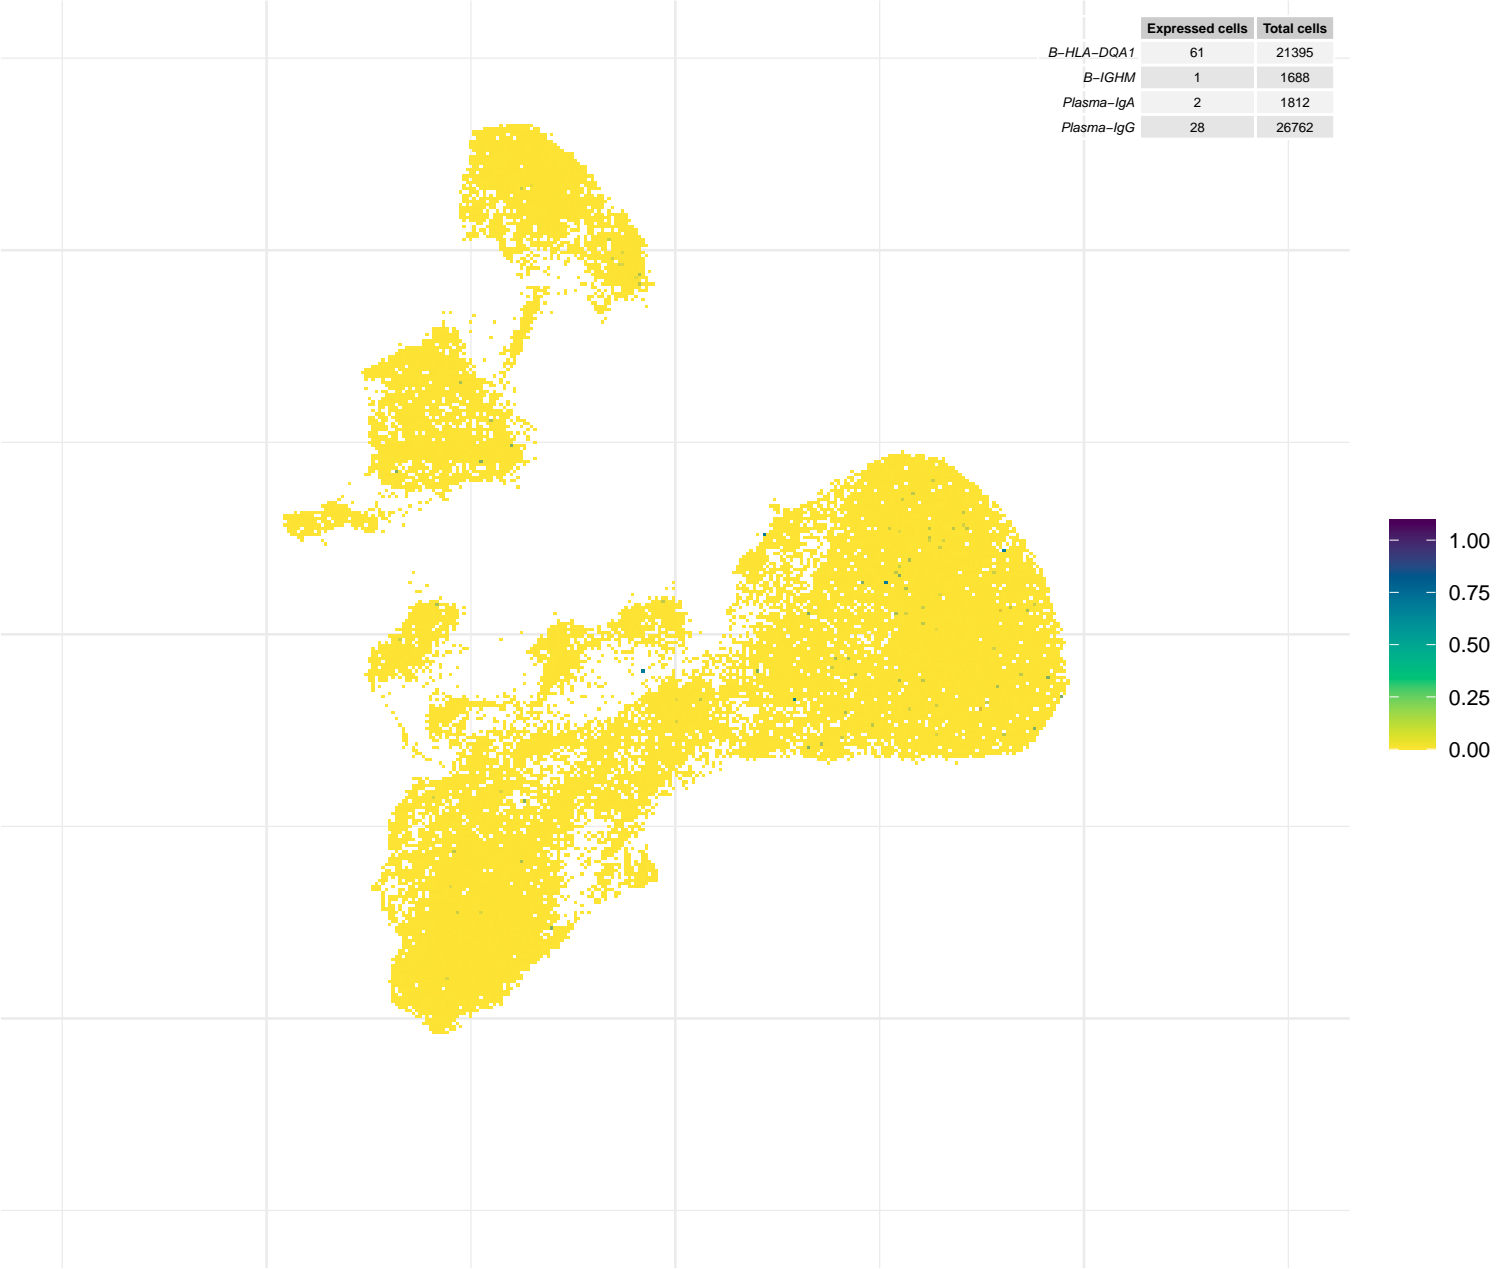 Expressed cells Total cells
B−HLA−DQA1 61 21395
B−IGHM 1 1688
Plasma−IgA 2 1812
Plasma−IgG 28 26762
1.00
0.75
0.50
0.25
0.00